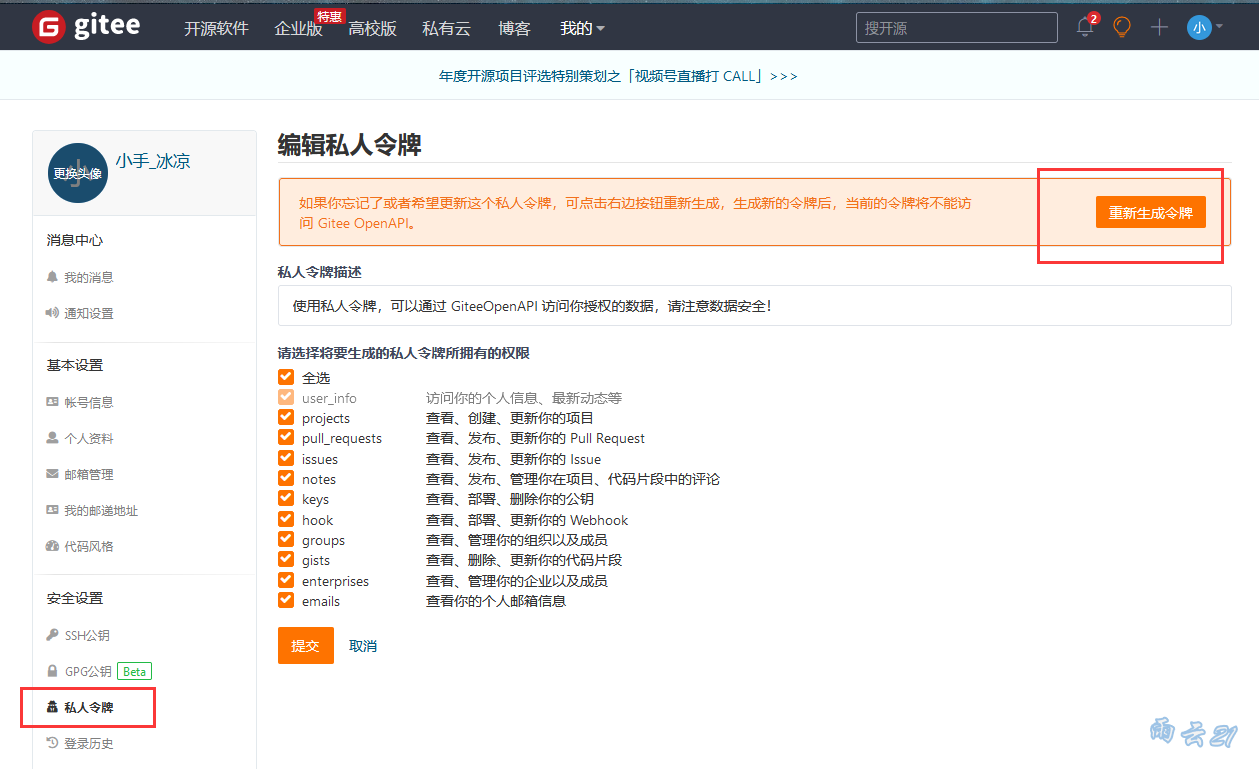 gitee 开源软件 企业版 特惠 高校版 私有云 博客 我的 搜开源 2 小
年度开源项目评选特别策划之「视频号直播打 CALL」>>>
更换头像 小手_冰凉
消息中心
我的消息
通知设置
基本设置
帐号信息
个人资料
邮箱管理
我的邮递地址
代码风格
安全设置
SSH公钥
GPG公钥 Beta
私人令牌
登录历史
编辑私人令牌
如果你忘记了或者希望更新这个私人令牌，可点击右边按钮重新生成，生成新的令牌后，当前的令牌将不能访
问 Gitee OpenAPI。
重新生成令牌
私人令牌描述
使用私人令牌，可以通过 GiteeOpenAPI 访问你授权的数据，请注意数据安全！
请选择将要生成的私人令牌所拥有的权限
全选
user_info 访问你的个人信息、最新动态等
projects 查看、创建、更新你的项目
pull_requests 查看、发布、更新你的 Pull Request
issues 查看、发布、更新你的 Issue
notes 查看、发布、管理你在项目、代码片段中的评论
keys 查看、部署、删除你的公钥
hook 查看、部署、更新你的 Webhook
groups 查看、管理你的组织以及成员
gists 查看、删除、更新你的代码片段
enterprises 查看、管理你的企业以及成员
emails 查看你的个人邮箱信息
提交 取消
雨云21